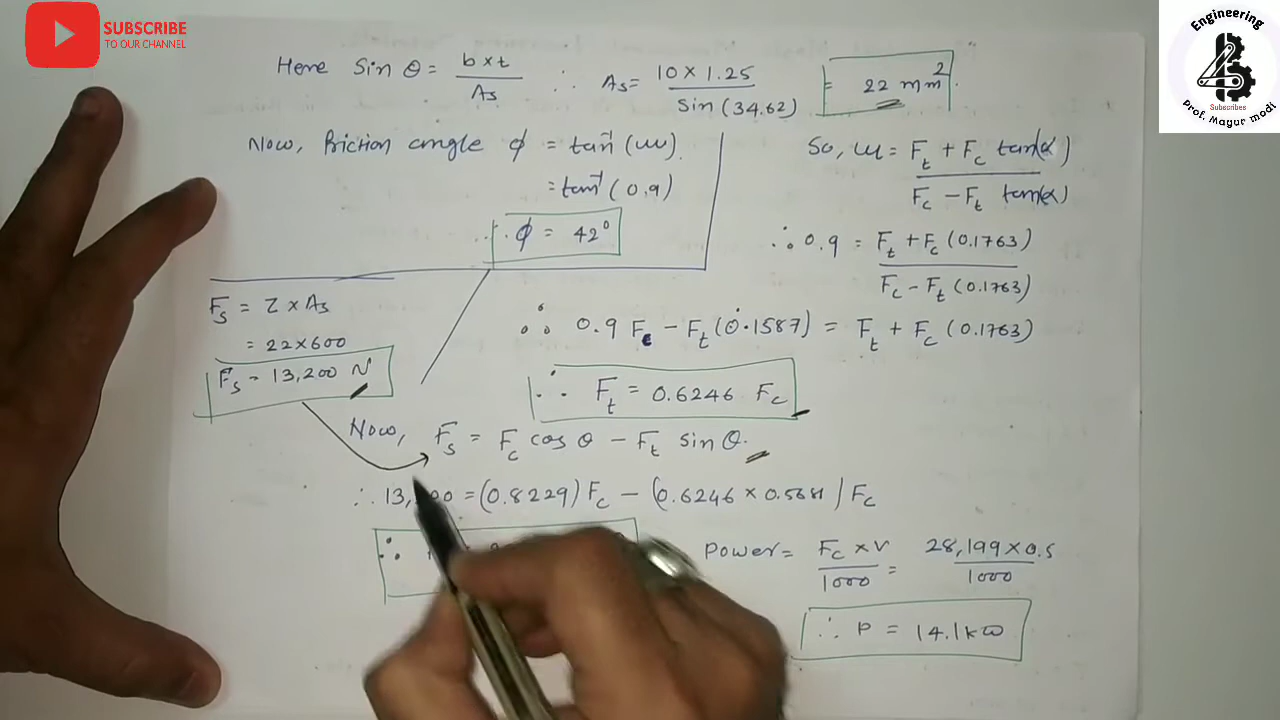 SUBSCRIBE
TO OUR CHANNEL
Engineering
Subscribes
Prof. Mayur modi
Here Sin θ = b×t / As ∴ As = 10 × 1.25 / Sin (34.62) = 22 mm²
Now, Friction angle ϕ = tan⁻¹ (μ)
= tan⁻¹ (0.9)
∴ ϕ = 42°
So, μ = Ft + Fc tan(α) / Fc − Ft tan(α)
∴ 0.9 = Ft + Fc (0.1763) / Fc − Ft (0.1763)
Fs = τ × As
= 22×600
Fs = 13,200 N
∴ 0.9 Fc − Ft (0.1587) = Ft + Fc (0.1763)
∴ Ft = 0.6246 Fc
Now, Fs = Fc cos θ − Ft sin θ.
∴ = (0.8229) Fc − (0.6246 × 0.5681) Fc
Power = Fc × V / 1000 = 28,199 × 0.5 / 1000
∴ P = 14.1 kW